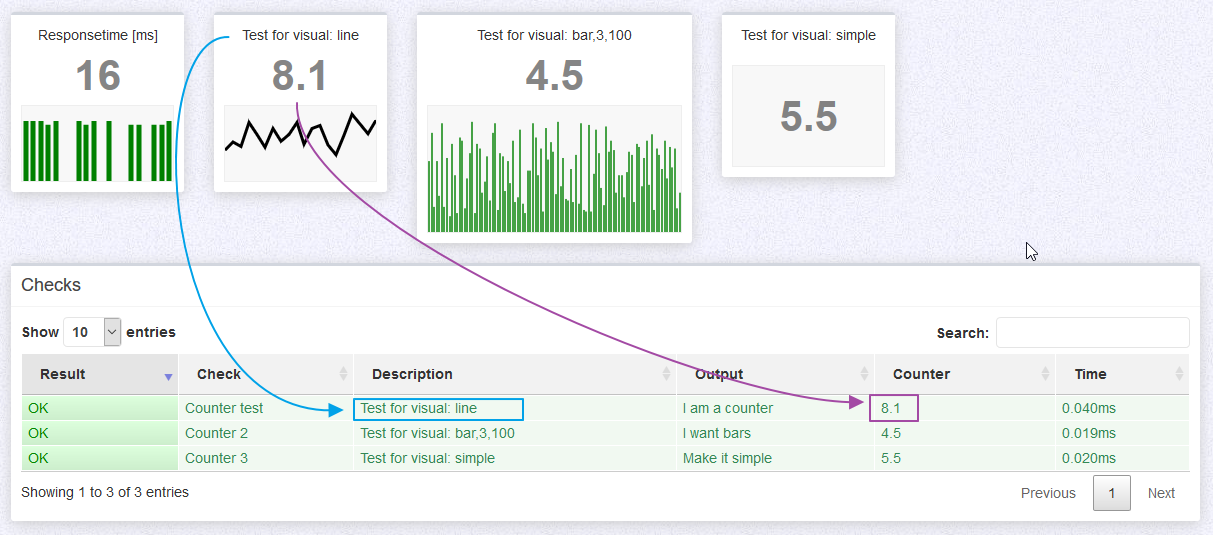 Responsetime [ms]
16
Test for visual: line
8.1
Test for visual: bar,3,100
4.5
Test for visual: simple
5.5
Checks
Show 10 entries
Search:
Result Check Description Output Counter Time
OK Counter test Test for visual: line I am a counter 8.1 0.040ms
OK Counter 2 Test for visual: bar,3,100 I want bars 4.5 0.019ms
OK Counter 3 Test for visual: simple Make it simple 5.5 0.020ms
Showing 1 to 3 of 3 entries
Previous 1 Next